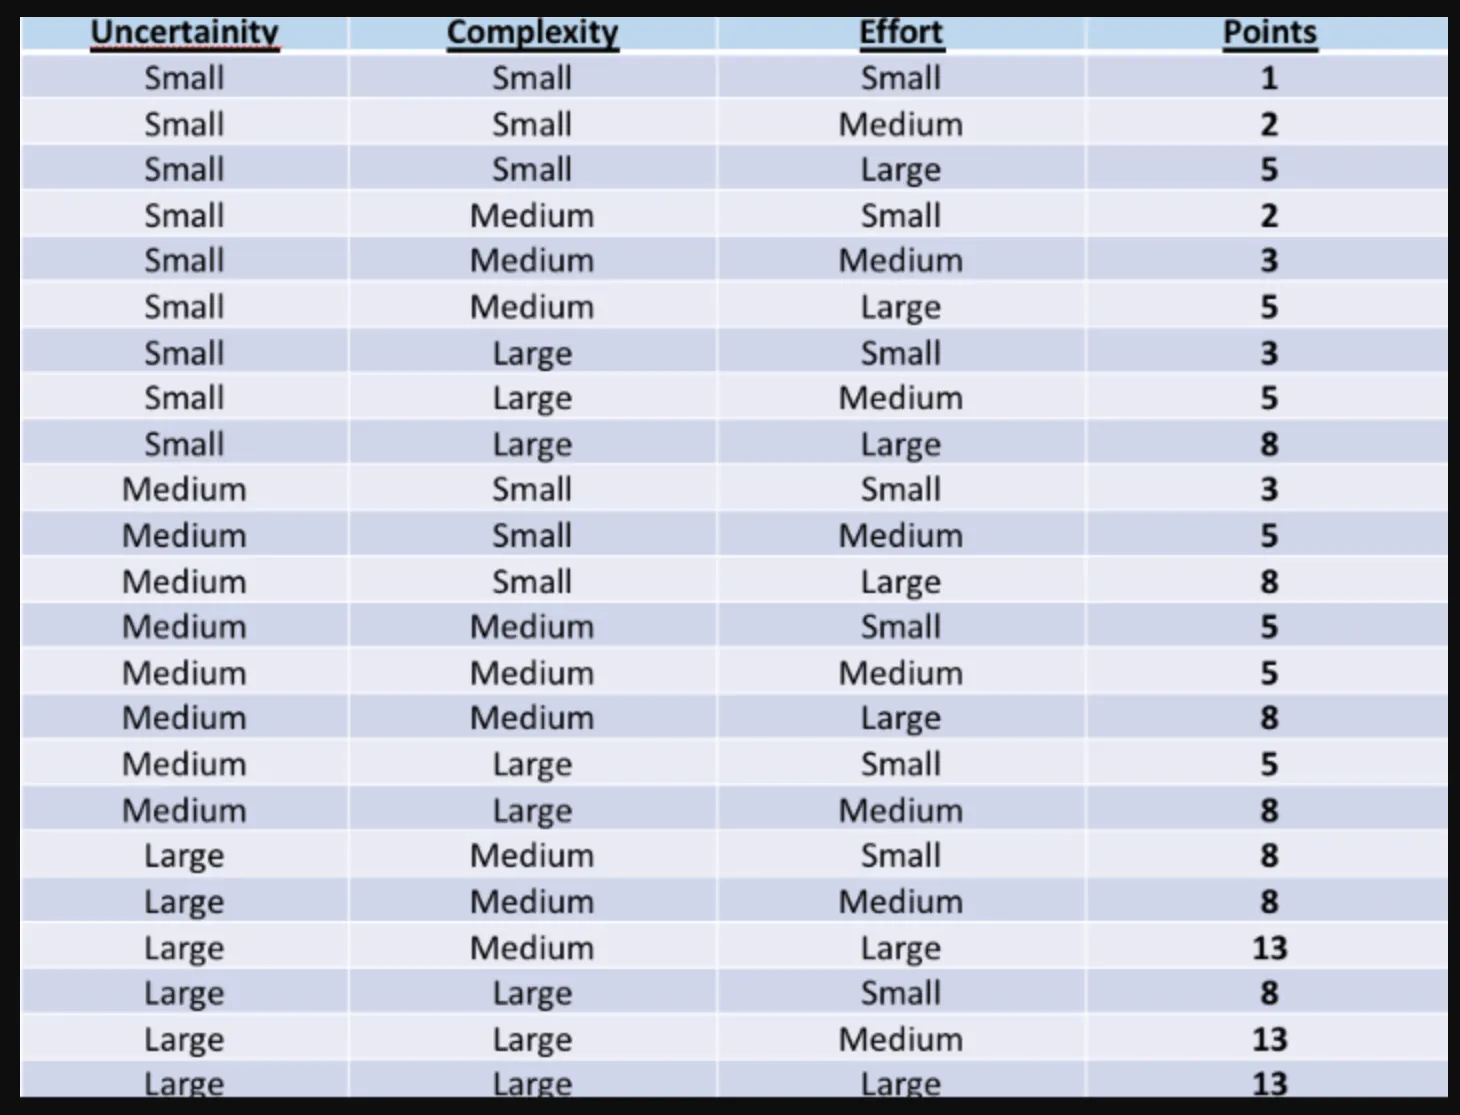 Uncertainity Complexity Effort Points
Small Small Small 1
Small Small Medium 2
Small Small Large 5
Small Medium Small 2
Small Medium Medium 3
Small Medium Large 5
Small Large Small 3
Small Large Medium 5
Small Large Large 8
Medium Small Small 3
Medium Small Medium 5
Medium Small Large 8
Medium Medium Small 5
Medium Medium Medium 5
Medium Medium Large 8
Medium Large Small 5
Medium Large Medium 8
Large Medium Small 8
Large Medium Medium 8
Large Medium Large 13
Large Large Small 8
Large Large Medium 13
Large Large Large 13